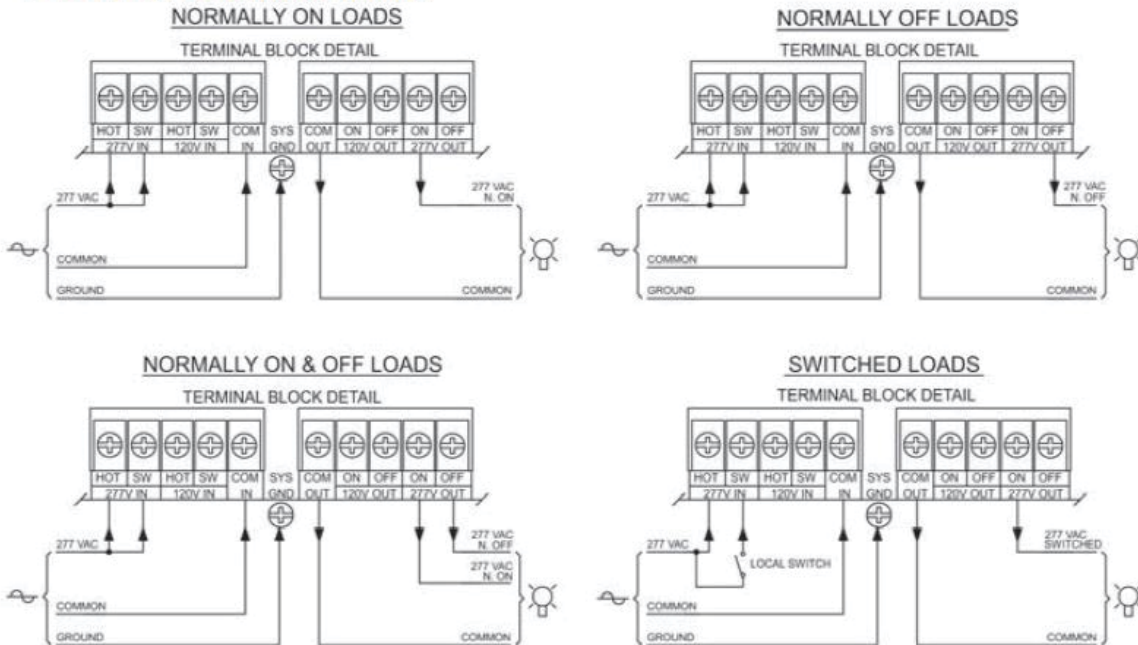 NORMALLY ON LOADS
TERMINAL BLOCK DETAIL
HOT SW HOT SW COM SYS COM ON OFF ON OFF
277V IN 120V IN IN GND OUT 120V OUT 277V OUT
277 VAC
277 VAC
N. ON
COMMON
GROUND
COMMON
NORMALLY OFF LOADS
TERMINAL BLOCK DETAIL
HOT SW HOT SW COM SYS COM ON OFF ON OFF
277V IN 120V IN IN GND OUT 120V OUT 277V OUT
277 VAC
277 VAC
N. OFF
COMMON
GROUND
COMMON
NORMALLY ON & OFF LOADS
TERMINAL BLOCK DETAIL
HOT SW HOT SW COM SYS COM ON OFF ON OFF
277V IN 120V IN IN GND OUT 120V OUT 277V OUT
277 VAC
277 VAC
N. OFF
277 VAC
N. ON
COMMON
GROUND
COMMON
SWITCHED LOADS
TERMINAL BLOCK DETAIL
HOT SW HOT SW COM SYS COM ON OFF ON OFF
277V IN 120V IN IN GND OUT 120V OUT 277V OUT
277 VAC
277 VAC
SWITCHED
LOCAL SWITCH
COMMON
GROUND
COMMON